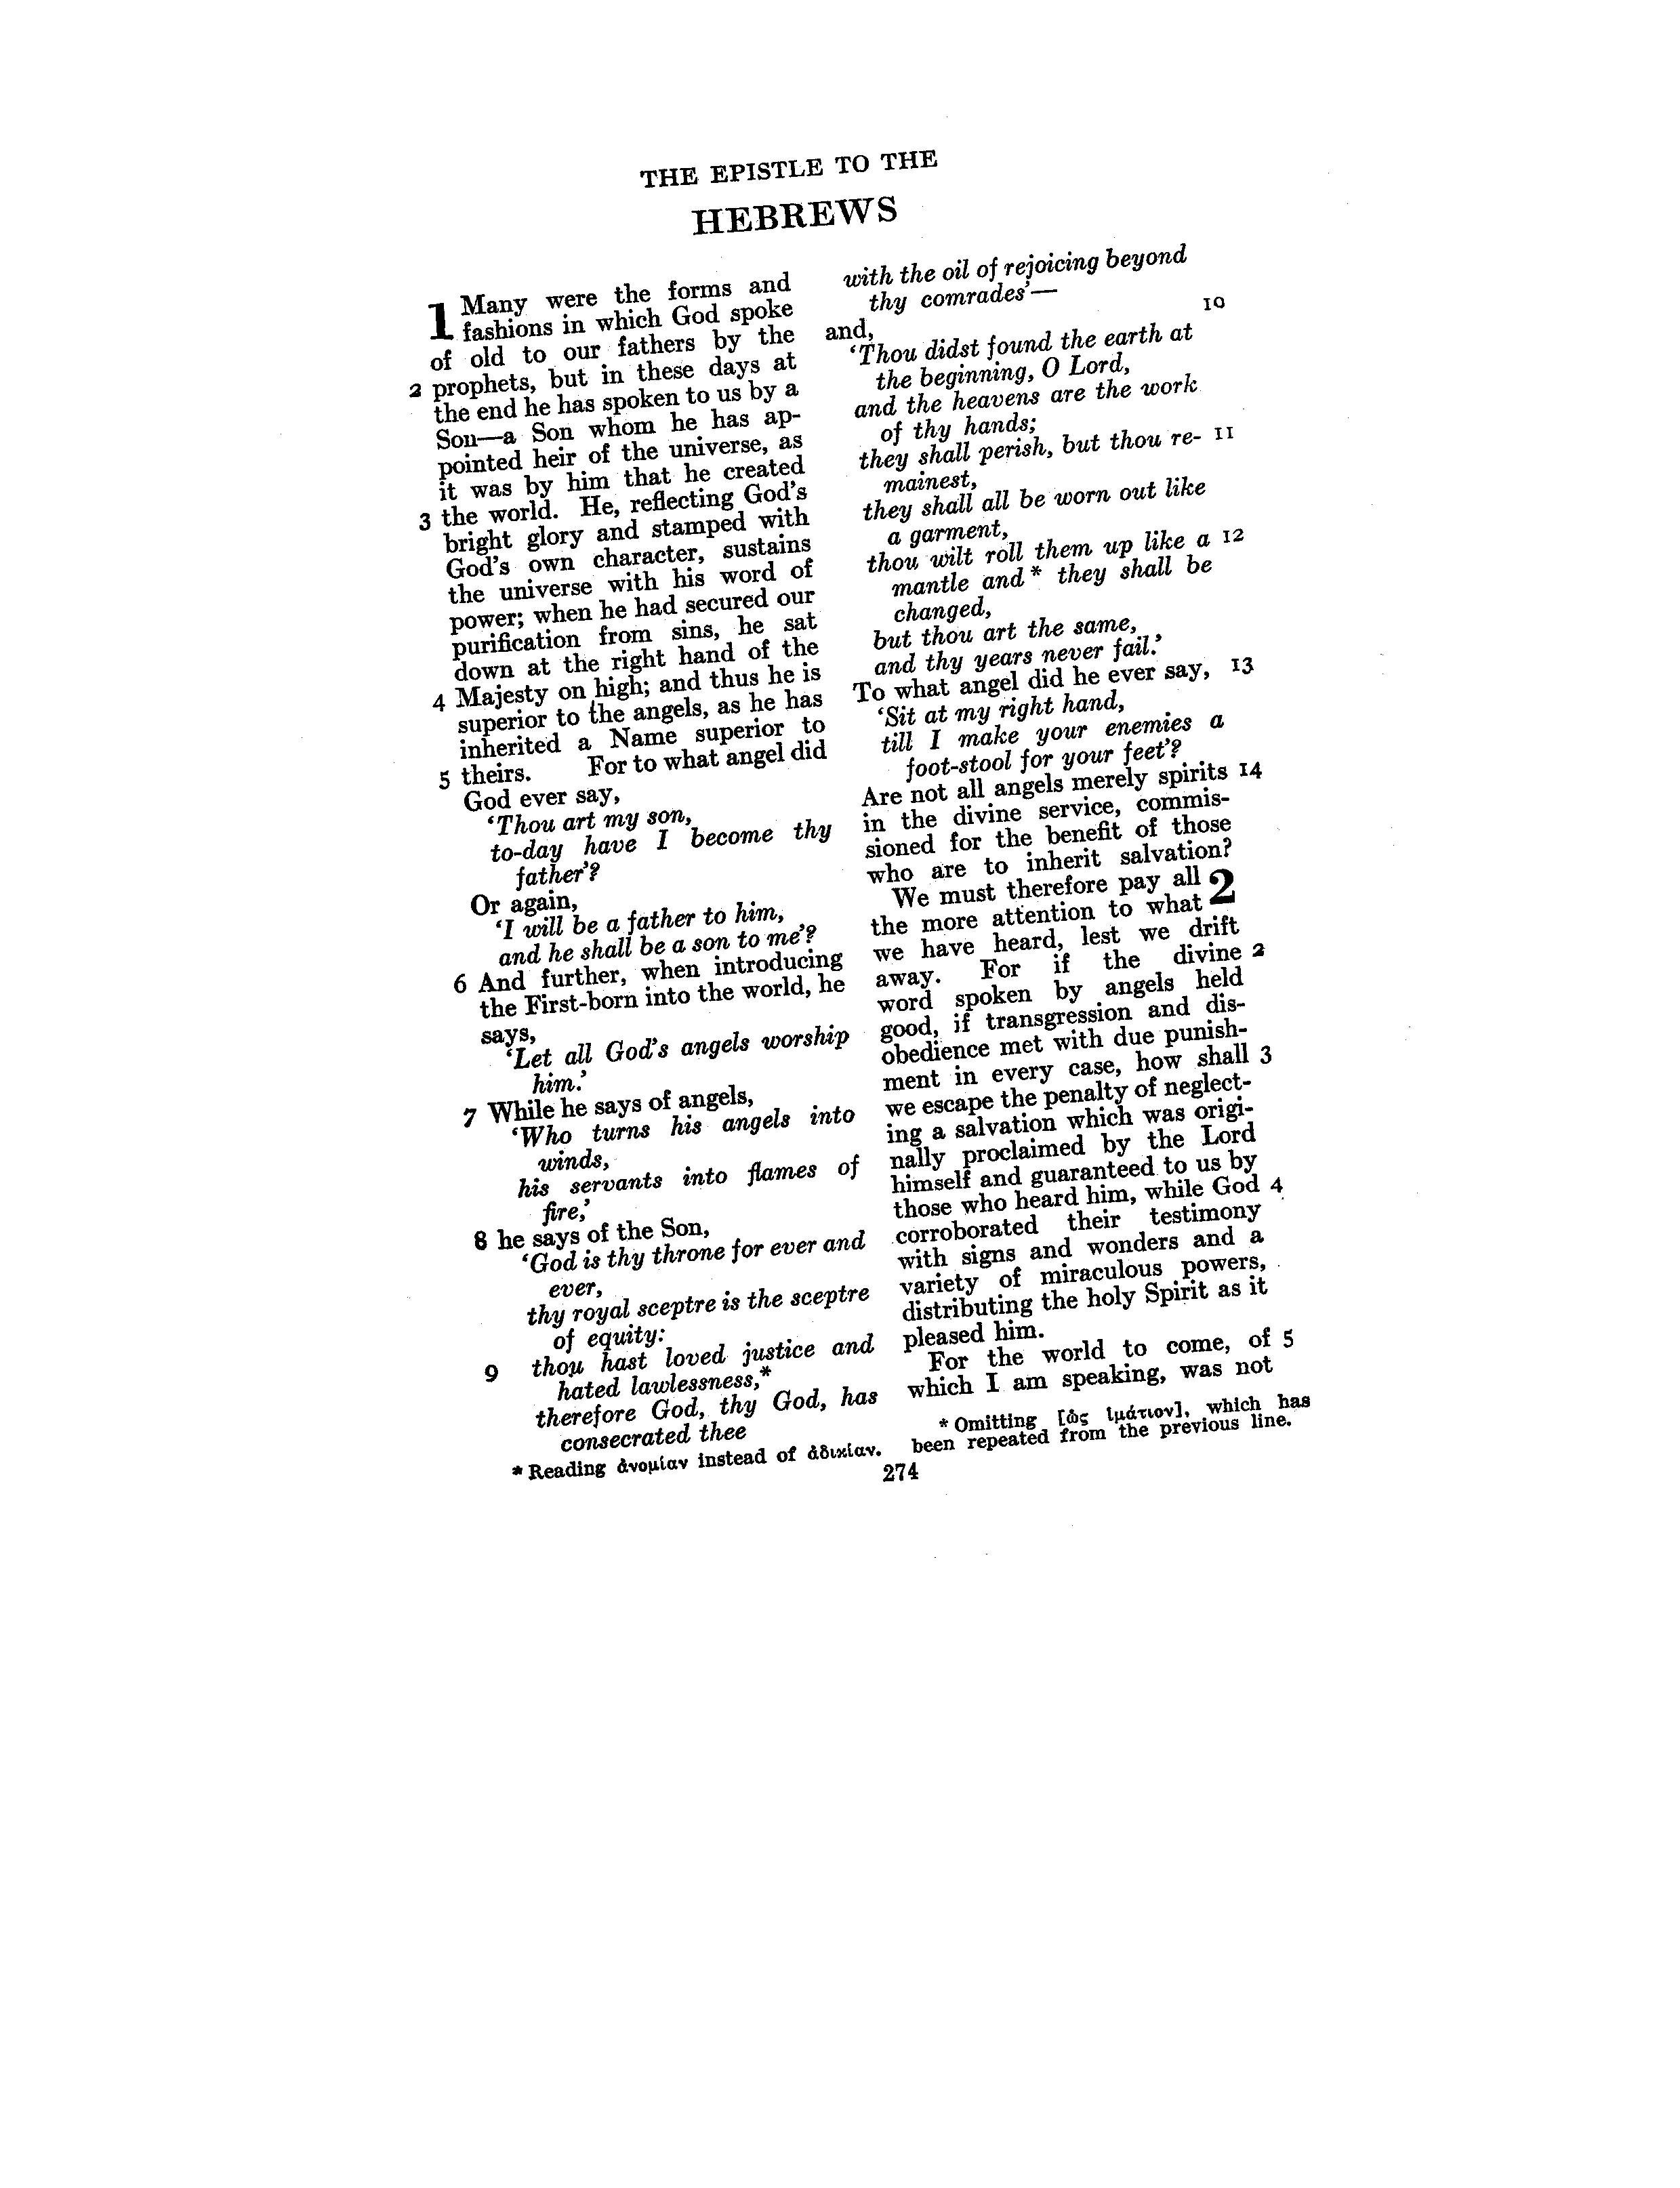 THE EPISTLE TO THE
HEBREWS
1 Many were the forms and
fashions in which God spoke
of old to our fathers by the
2 prophets, but in these days at
the end he has spoken to us by a
Son—a Son whom he has ap-
pointed heir of the universe, as
it was by him that he created
3 the world. He, reflecting God's
bright glory and stamped with
God's own character, sustains
the universe with his word of
power; when he had secured our
purification from sins, he sat
down at the right hand of the
4 Majesty on high; and thus he is
superior to the angels, as he has
inherited a Name superior to
5 theirs. For to what angel did
God ever say,
‘Thou art my son,
to-day have I become thy
father’?
Or again,
‘I will be a father to him,
and he shall be a son to me’?
6 And further, when introducing
the First-born into the world, he
says,
‘Let all God's angels worship
him.’
7 While he says of angels,
‘Who turns his angels into
winds,
his servants into flames of
fire,’
8 he says of the Son,
‘God is thy throne for ever and
ever,
thy royal sceptre is the sceptre
of equity:
9 thou hast loved justice and
hated lawlessness,*
therefore God, thy God, has
consecrated thee
* Reading ἀνομίαν instead of ἀδικίαν.
with the oil of rejoicing beyond
thy comrades’—
and, 10
‘Thou didst found the earth at
the beginning, O Lord,
and the heavens are the work
of thy hands;
they shall perish, but thou re- 11
mainest,
they shall all be worn out like
a garment,
thou wilt roll them up like a 12
mantle and * they shall be
changed,
but thou art the same,
and thy years never fail.’
To what angel did he ever say, 13
‘Sit at my right hand,
till I make your enemies a
foot-stool for your feet’?
Are not all angels merely spirits 14
in the divine service, commis-
sioned for the benefit of those
who are to inherit salvation?
We must therefore pay all 2
the more attention to what
we have heard, lest we drift
away. For if the divine 2
word spoken by angels held
good, if transgression and dis-
obedience met with due punish-
ment in every case, how shall 3
we escape the penalty of neglect-
ing a salvation which was origi-
nally proclaimed by the Lord
himself and guaranteed to us by
those who heard him, while God 4
corroborated their testimony
with signs and wonders and a
variety of miraculous powers,
distributing the holy Spirit as it
pleased him.
For the world to come, of 5
which I am speaking, was not
* Omitting [ὡς ἱμάτιον], which has
been repeated from the previous line.
274